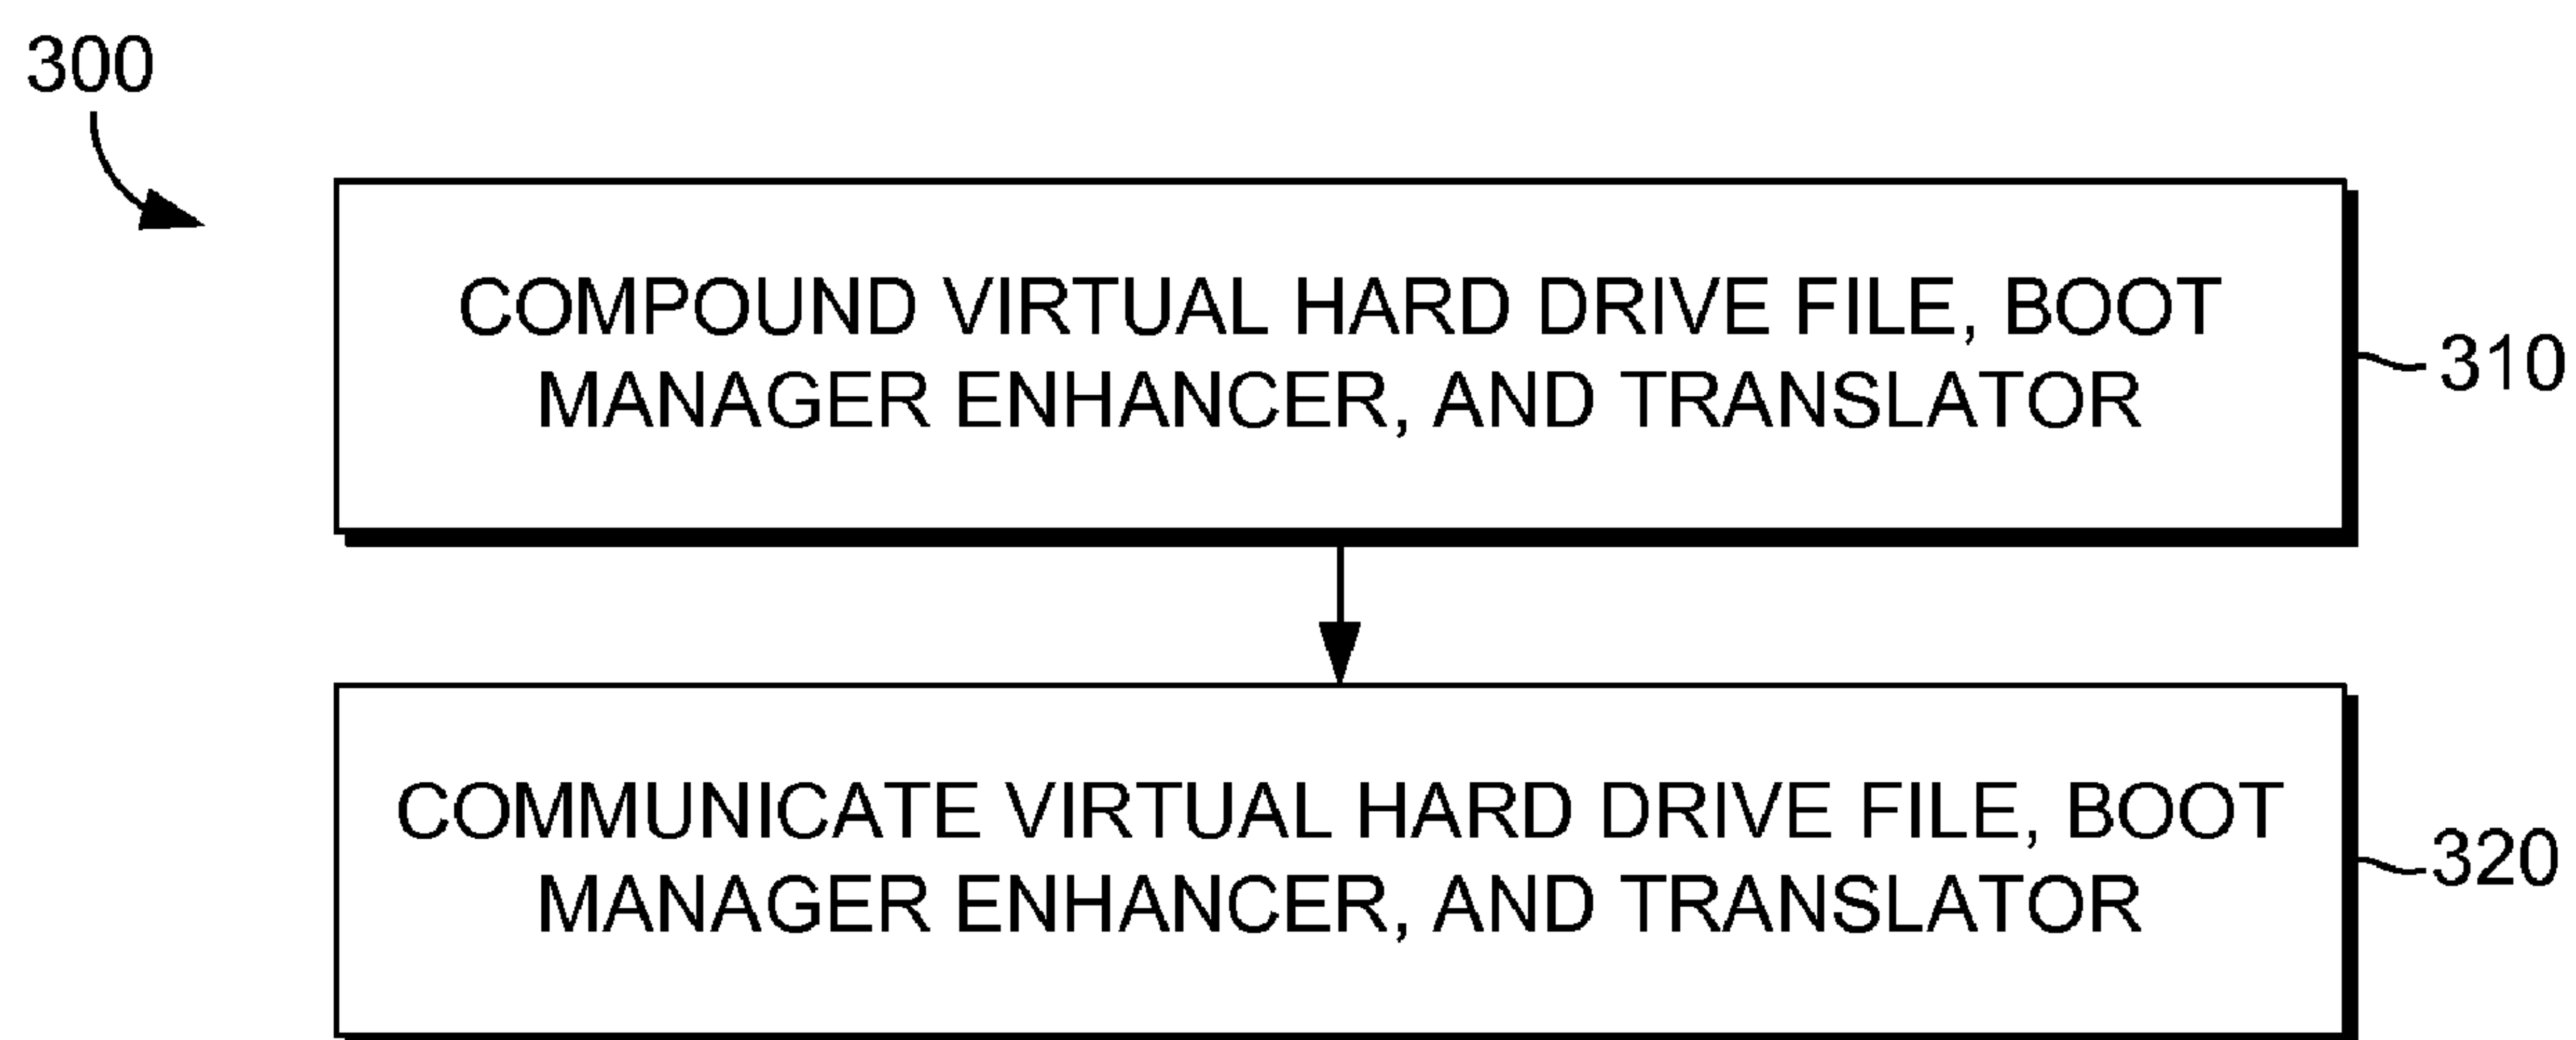 300
COMPOUND VIRTUAL HARD DRIVE FILE, BOOT
MANAGER ENHANCER, AND TRANSLATOR
310
COMMUNICATE VIRTUAL HARD DRIVE FILE, BOOT
MANAGER ENHANCER, AND TRANSLATOR
320